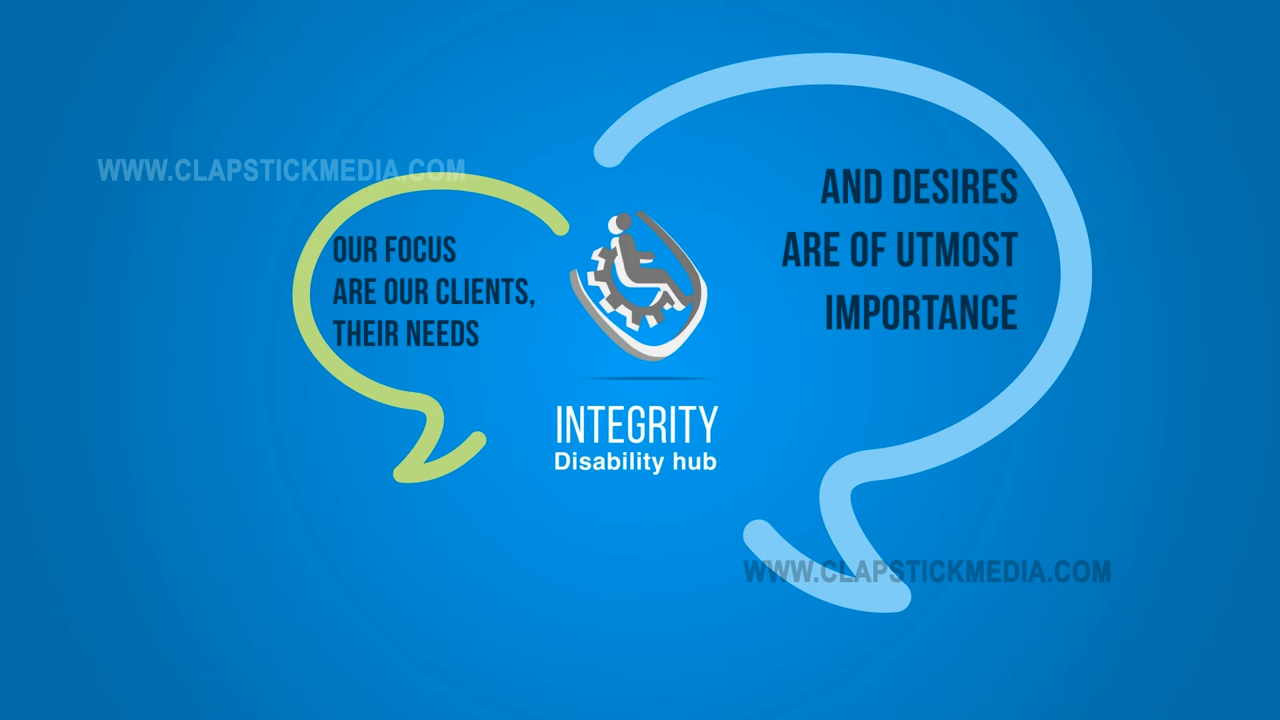 WWW.CLAPSTICKMEDIA.COM
OUR FOCUS
ARE OUR CLIENTS,
THEIR NEEDS
AND DESIRES
ARE OF UTMOST
IMPORTANCE
INTEGRITY
Disability hub
WWW.CLAPSTICKMEDIA.COM